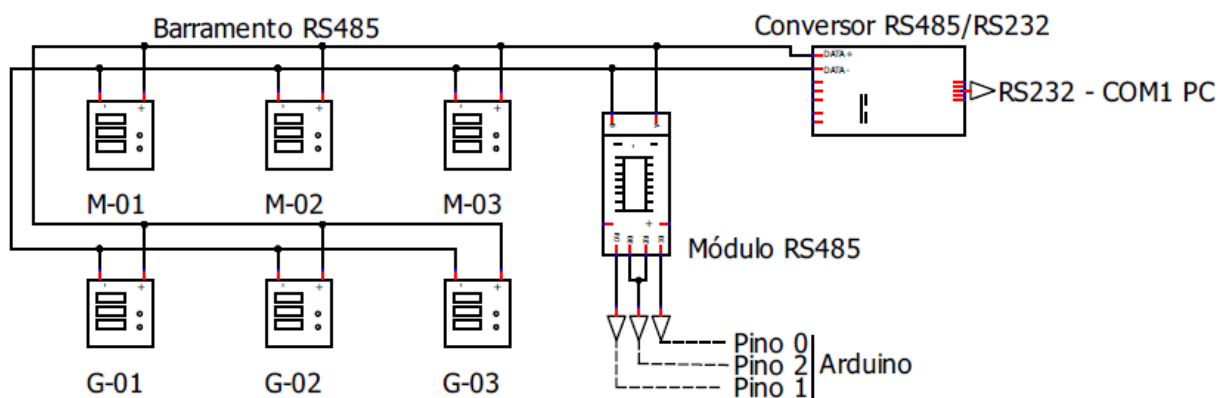 Barramento RS485
Conversor RS485/RS232
DATA+
DATA-
RS232 - COM1 PC
- +
- +
- +
M-01
M-02
M-03
Módulo RS485
- +
- +
- +
G-01
G-02
G-03
Pino 0
Pino 2
Pino 1
Arduino